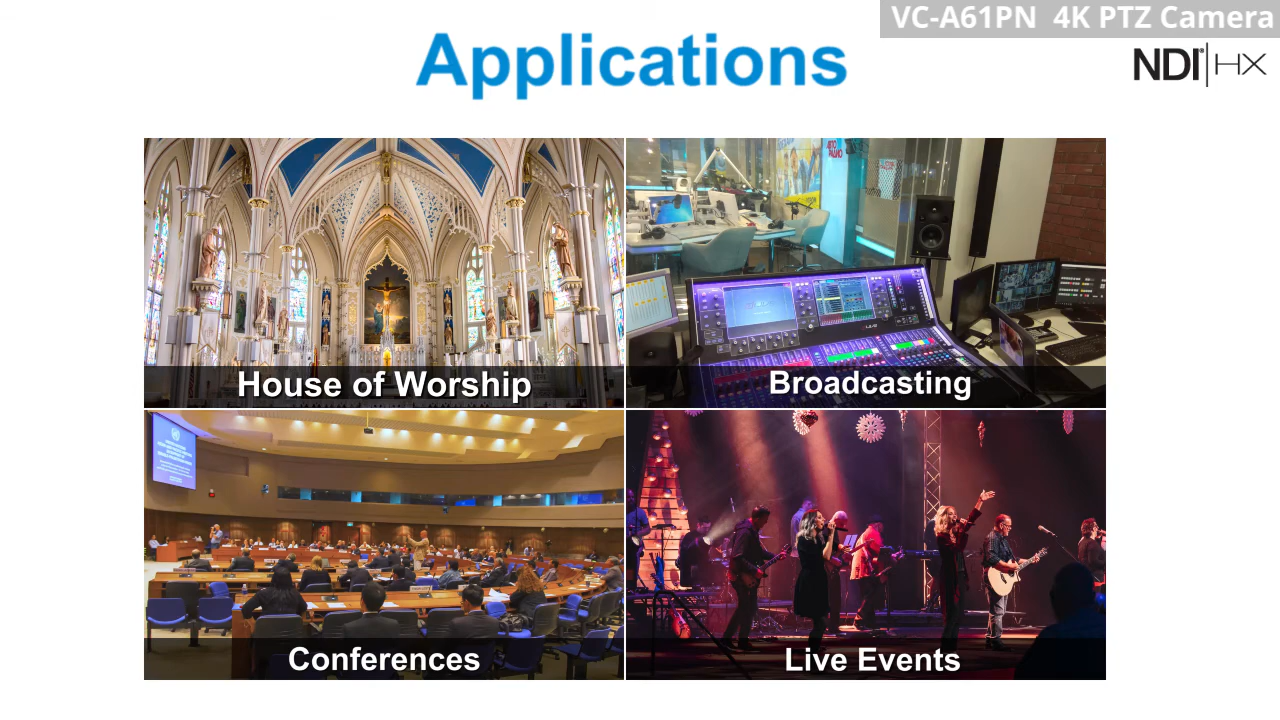 VC-A61PN 4K PTZ Camera
Applications
NDI® HX
House of Worship
Broadcasting
Conferences
Live Events